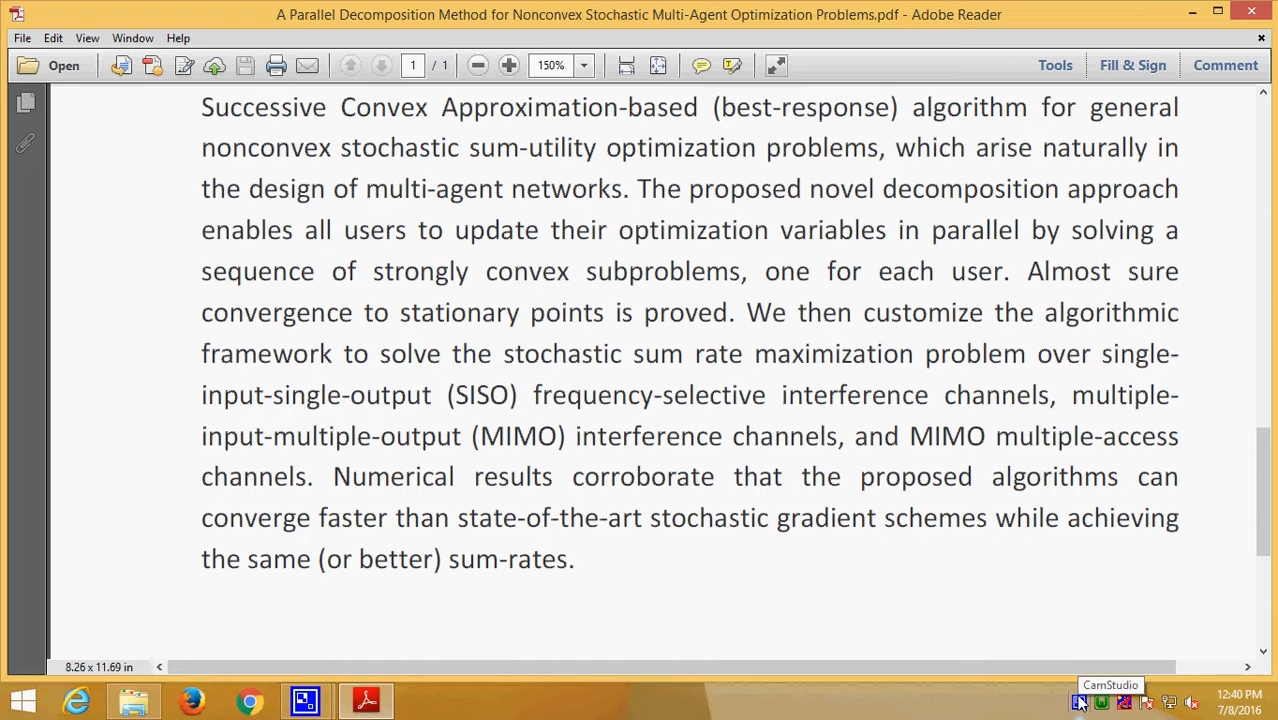 A Parallel Decomposition Method for Nonconvex Stochastic Multi-Agent Optimization Problems.pdf - Adobe Reader
File Edit View Window Help
Open 1 / 1 150% Tools Fill & Sign Comment
Successive Convex Approximation-based (best-response) algorithm for general
nonconvex stochastic sum-utility optimization problems, which arise naturally in
the design of multi-agent networks. The proposed novel decomposition approach
enables all users to update their optimization variables in parallel by solving a
sequence of strongly convex subproblems, one for each user. Almost sure
convergence to stationary points is proved. We then customize the algorithmic
framework to solve the stochastic sum rate maximization problem over single-
input-single-output (SISO) frequency-selective interference channels, multiple-
input-multiple-output (MIMO) interference channels, and MIMO multiple-access
channels. Numerical results corroborate that the proposed algorithms can
converge faster than state-of-the-art stochastic gradient schemes while achieving
the same (or better) sum-rates.
8.26 x 11.69 in
CamStudio
12:40 PM
7/8/2016